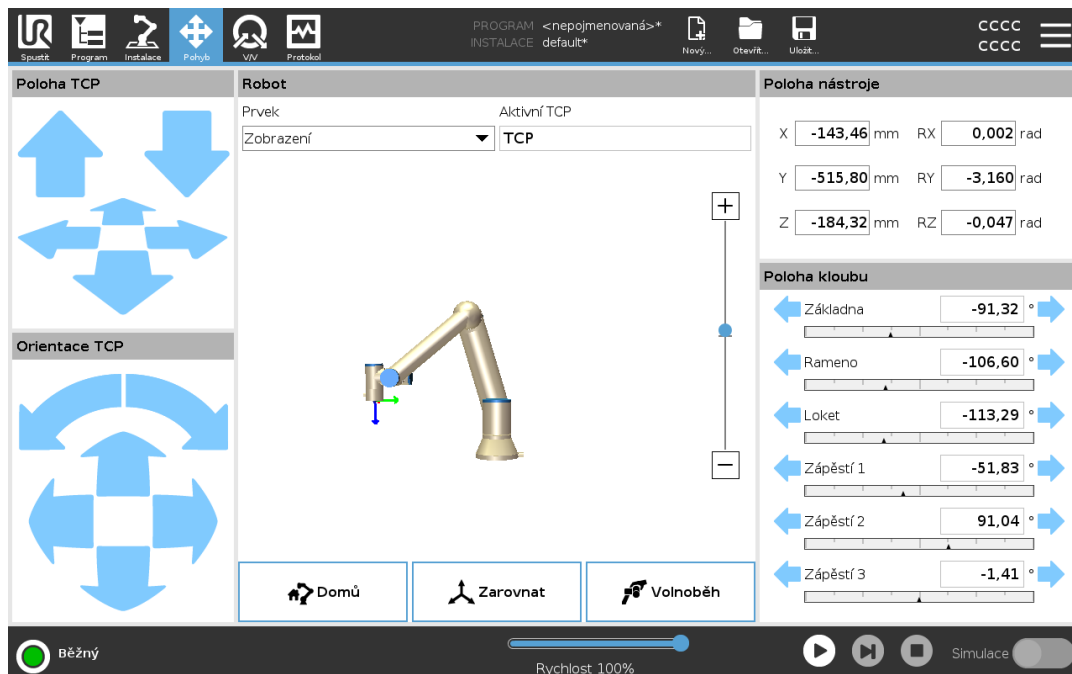 PROGRAM <nepojmenovaná>*
INSTALACE default*
CCCC
CCCC
Spustit Program Instalace Pohyb V/V Protokol Nový... Otevřít... Uložit...
Poloha TCP
Robot
Poloha nástroje
Prvek
Aktivní TCP
Zobrazení
TCP
X -143,46 mm RX 0,002 rad
Y -515,80 mm RY -3,160 rad
Z -184,32 mm RZ -0,047 rad
Poloha kloubu
Základna -91,32 °
Rameno -106,60 °
Loket -113,29 °
Zápěstí 1 -51,83 °
Zápěstí 2 91,04 °
Zápěstí 3 -1,41 °
Orientace TCP
Domů
Zarovnat
Volnoběh
Běžný
Rychlost 100%
Simulace